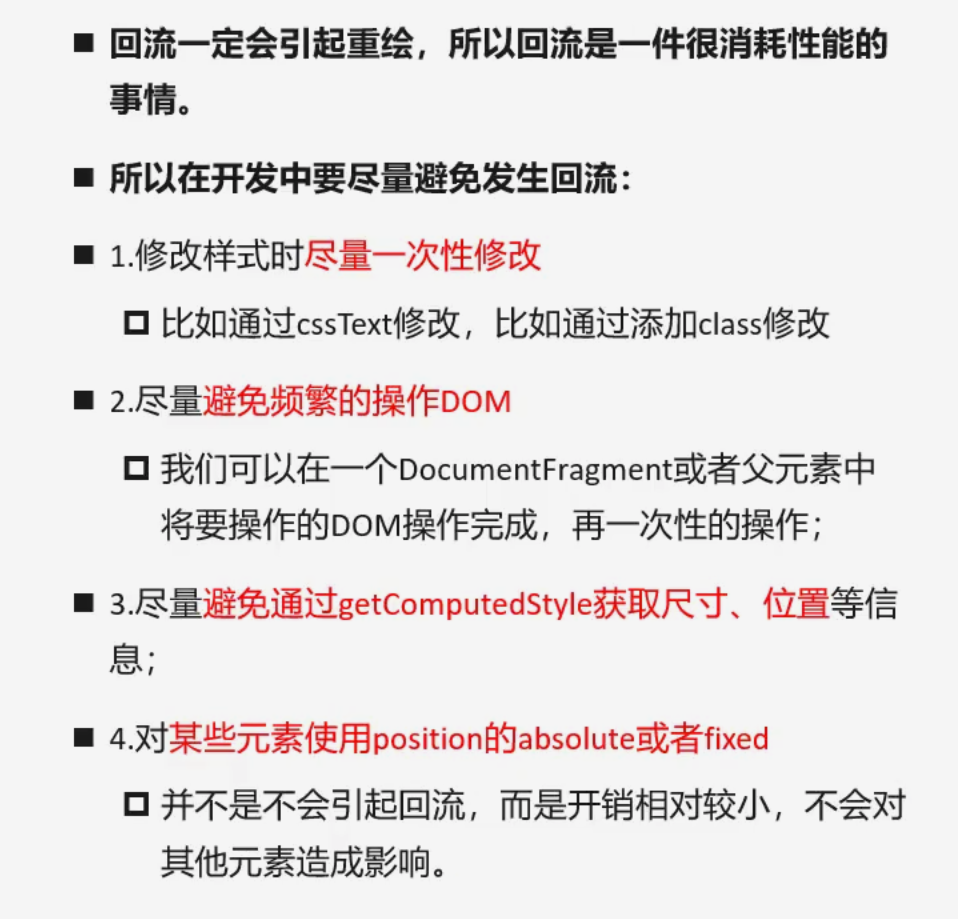 回流一定会引起重绘，所以回流是一件很消耗性能的
事情。
所以在开发中要尽量避免发生回流：
1.修改样式时尽量一次性修改
比如通过cssText修改，比如通过添加class修改
2.尽量避免频繁的操作DOM
我们可以在一个DocumentFragment或者父元素中
将要操作的DOM操作完成，再一次性的操作；
3.尽量避免通过getComputedStyle获取尺寸、位置等信
息；
4.对某些元素使用position的absolute或者fixed
并不是不会引起回流，而是开销相对较小，不会对
其他元素造成影响。